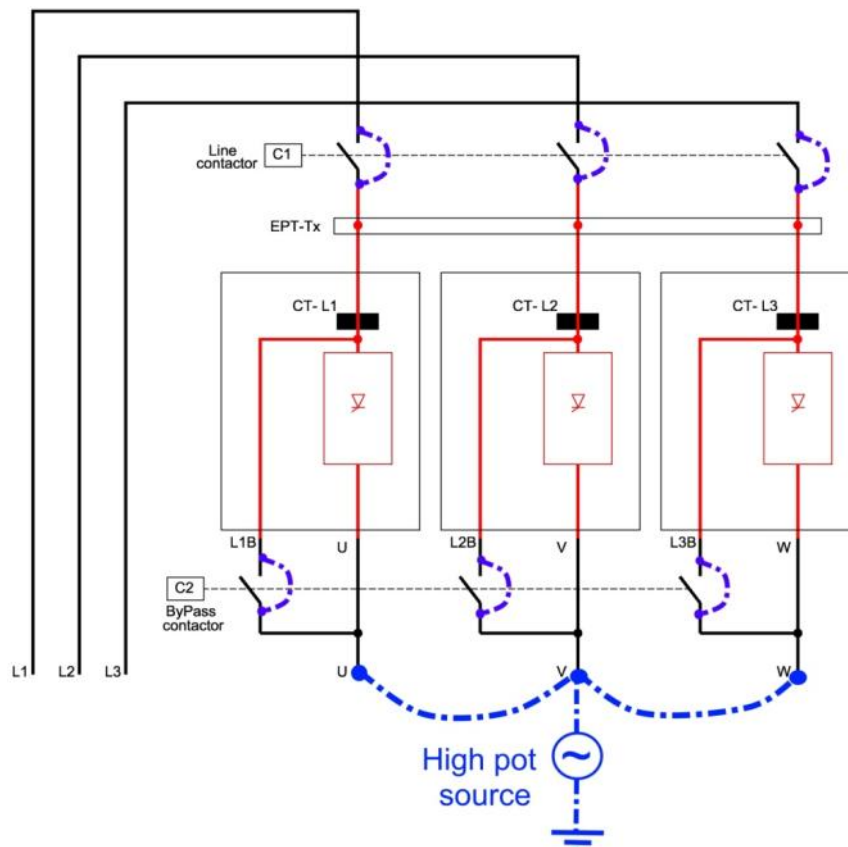 Line
contactor
C1
EPT-Tx
CT- L1
CT- L2
CT- L3
L1B
U
L2B
V
L3B
W
C2
ByPass
contactor
L1
L2
L3
U
V
W
High pot
source
~